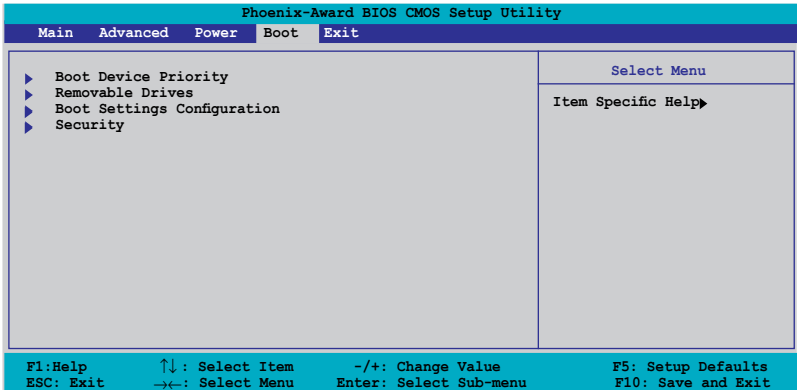 Phoenix-Award BIOS CMOS Setup Utility
Main Advanced Power Boot Exit
Boot Device Priority
Removable Drives
Boot Settings Configuration
Security
Select Menu
Item Specific Help
F1:Help ↑↓ : Select Item -/+: Change Value F5: Setup Defaults
ESC: Exit →←: Select Menu Enter: Select Sub-menu F10: Save and Exit